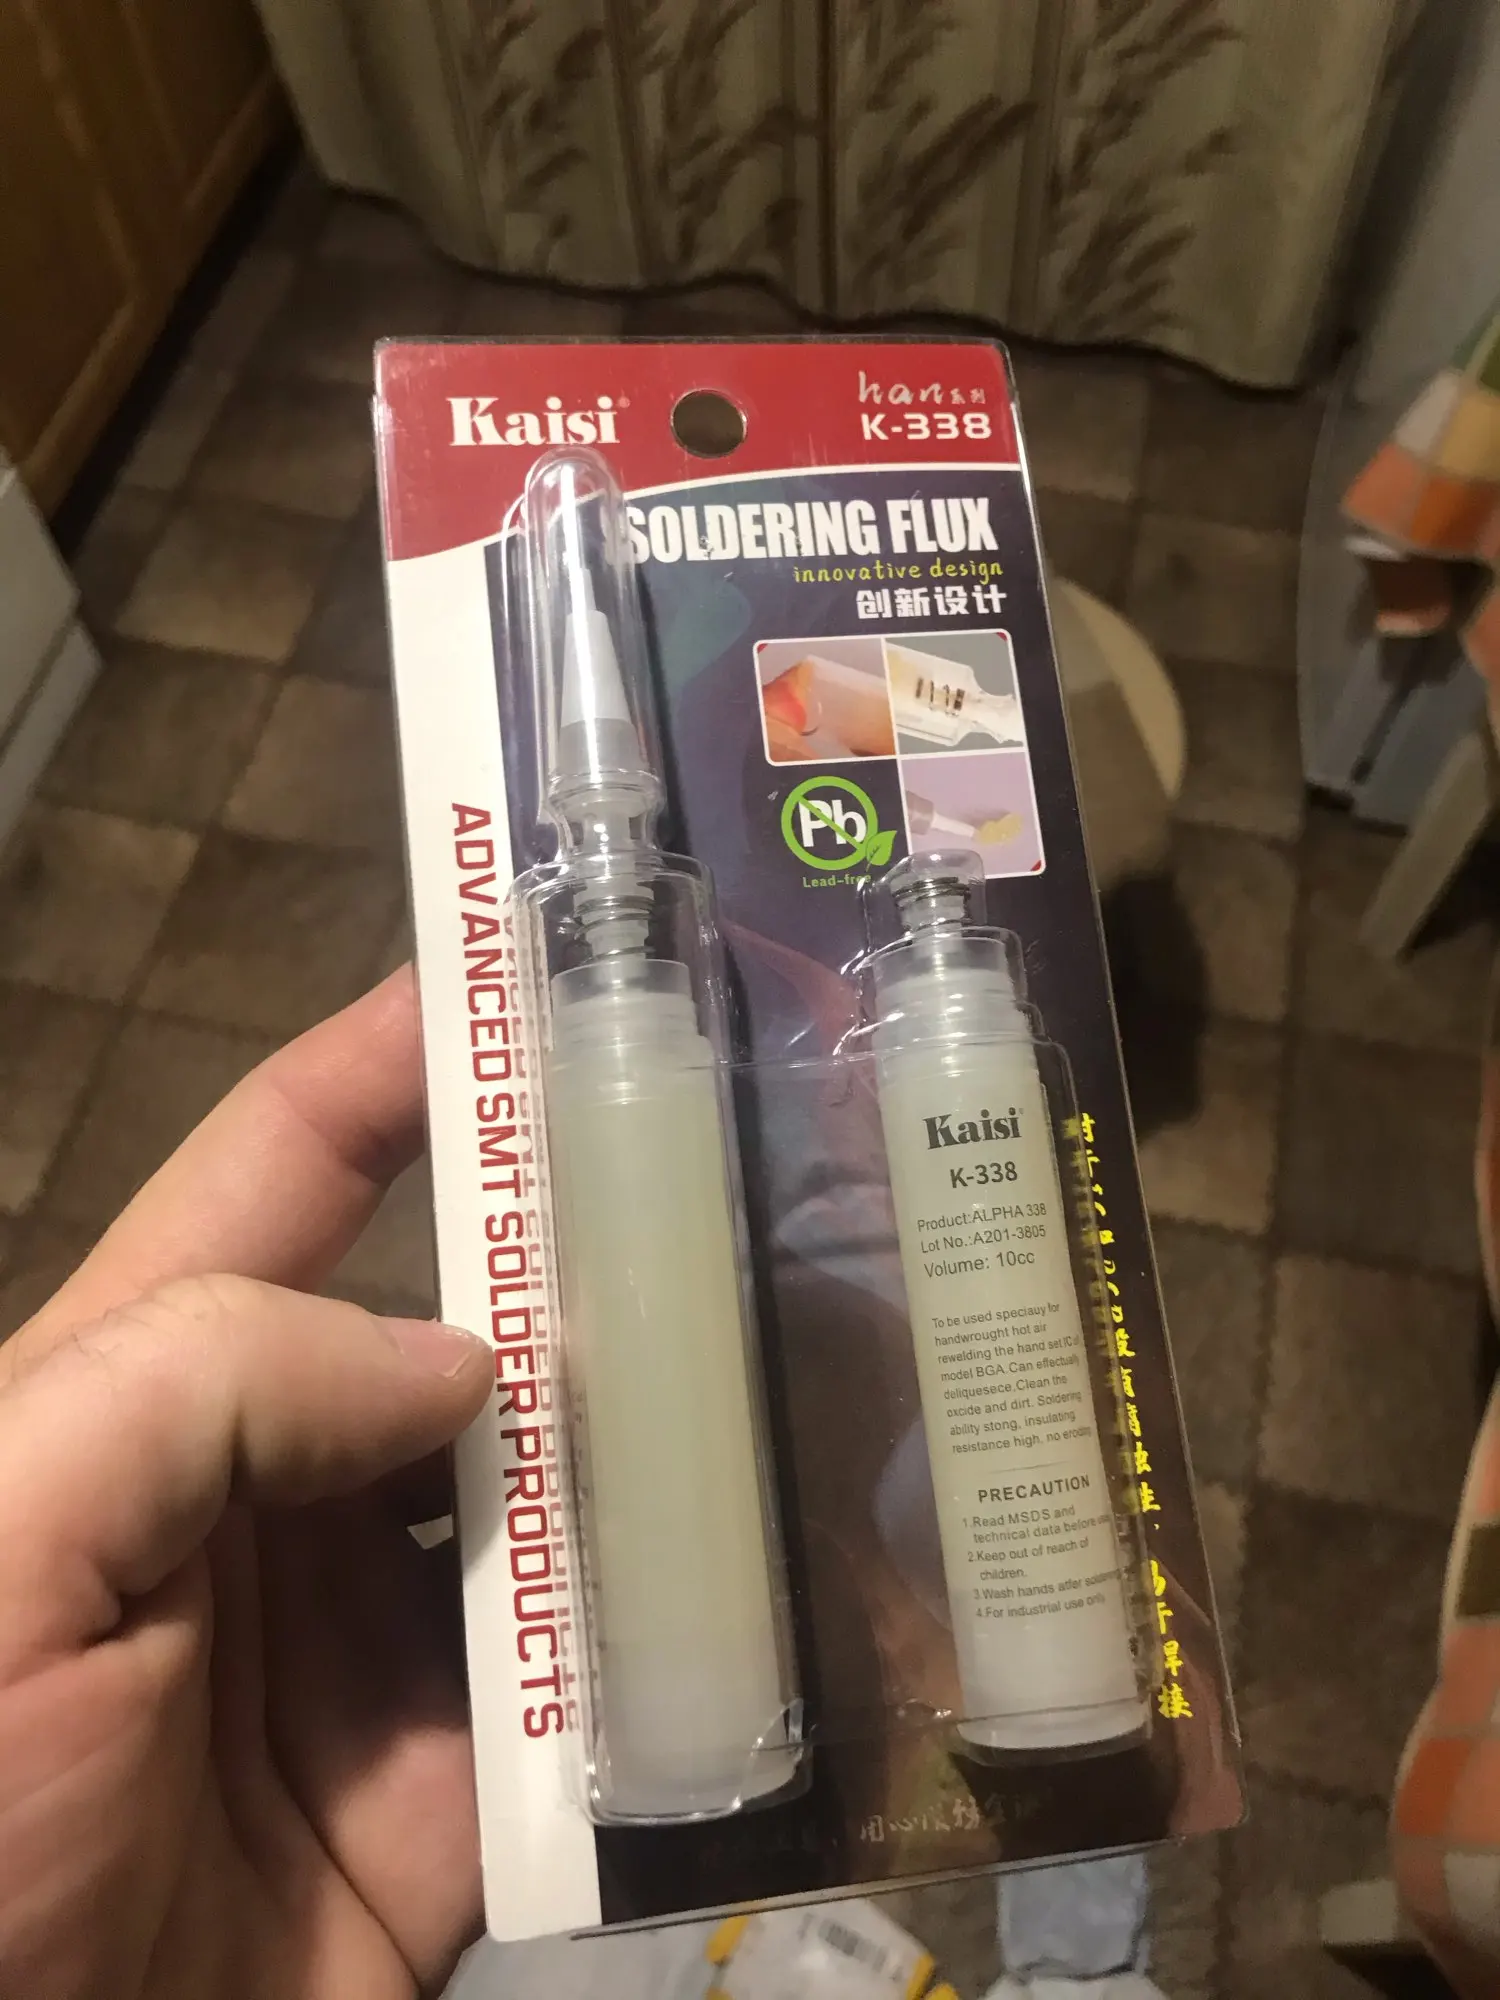 Kaisi®
han系列
K-338
SOLDERING FLUX
innovative design
创新设计
Pb
Lead-free
ADVANCED SMT SOLDER PRODUCTS
Kaisi
K-338
Product:ALPHA 338
Lot No.:A201-3805
Volume: 10cc
To be used speciauy for
handwrought hot air
rewelding the hand set IC of
model BGA.Can effectually
deliquesece,Clean the
oxcide and dirt. Soldering
ability stong, insulating
resistance high, no eroding
PRECAUTION
1.Read MSDS and
technical data before use
2.Keep out of reach of
children.
3.Wash hands atfer soldering
4.For industrial use only